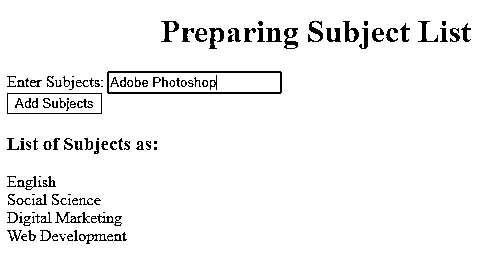 Preparing Subject List
Enter Subjects: Adobe Photoshop
Add Subjects
List of Subjects as:
English
Social Science
Digital Marketing
Web Development